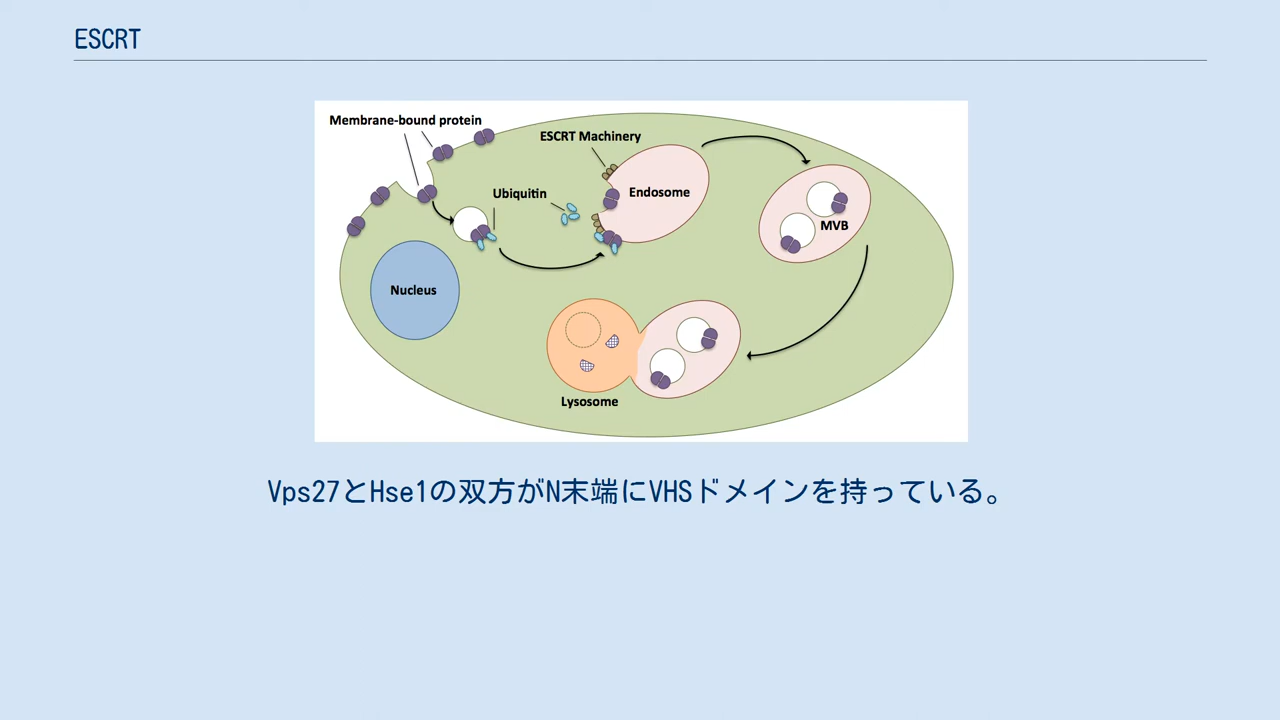 ESCRT
Membrane-bound protein
ESCRT Machinery
Ubiquitin
Endosome
MVB
Nucleus
Lysosome
Vps27とHse1の双方がN末端にVHSドメインを持っている。